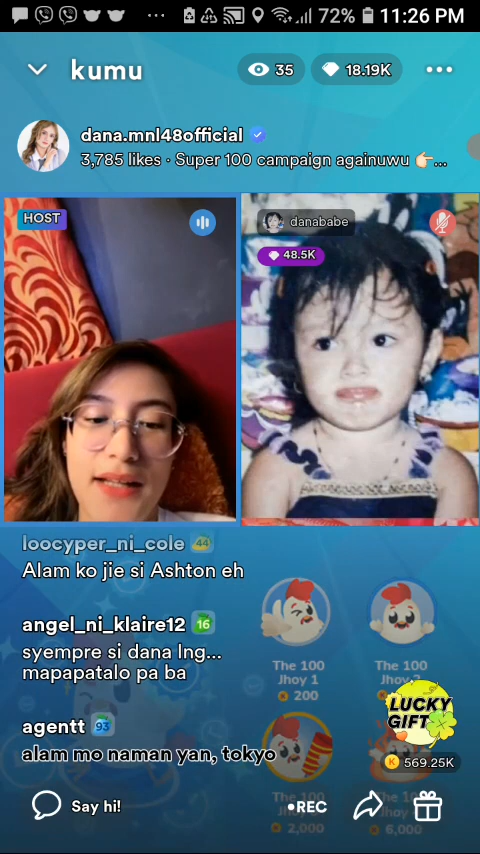 72% 11:26 PM
kumu 35 18.19K
dana.mnl48official
3,785 likes · Super 100 campaign againuwu 👉🏻...
HOST
danababe
48.5K
loocyper_ni_cole 44
Alam ko jie si Ashton eh
angel_ni_klaire12 16
syempre si dana lng...
mapapatalo pa ba
agentt 93
alam mo naman yan, tokyo
The 100
Jhoy 1
200
The 100
LUCKY
GIFT
K 569.25K
The 100
2,000
6,000
Say hi!
•REC